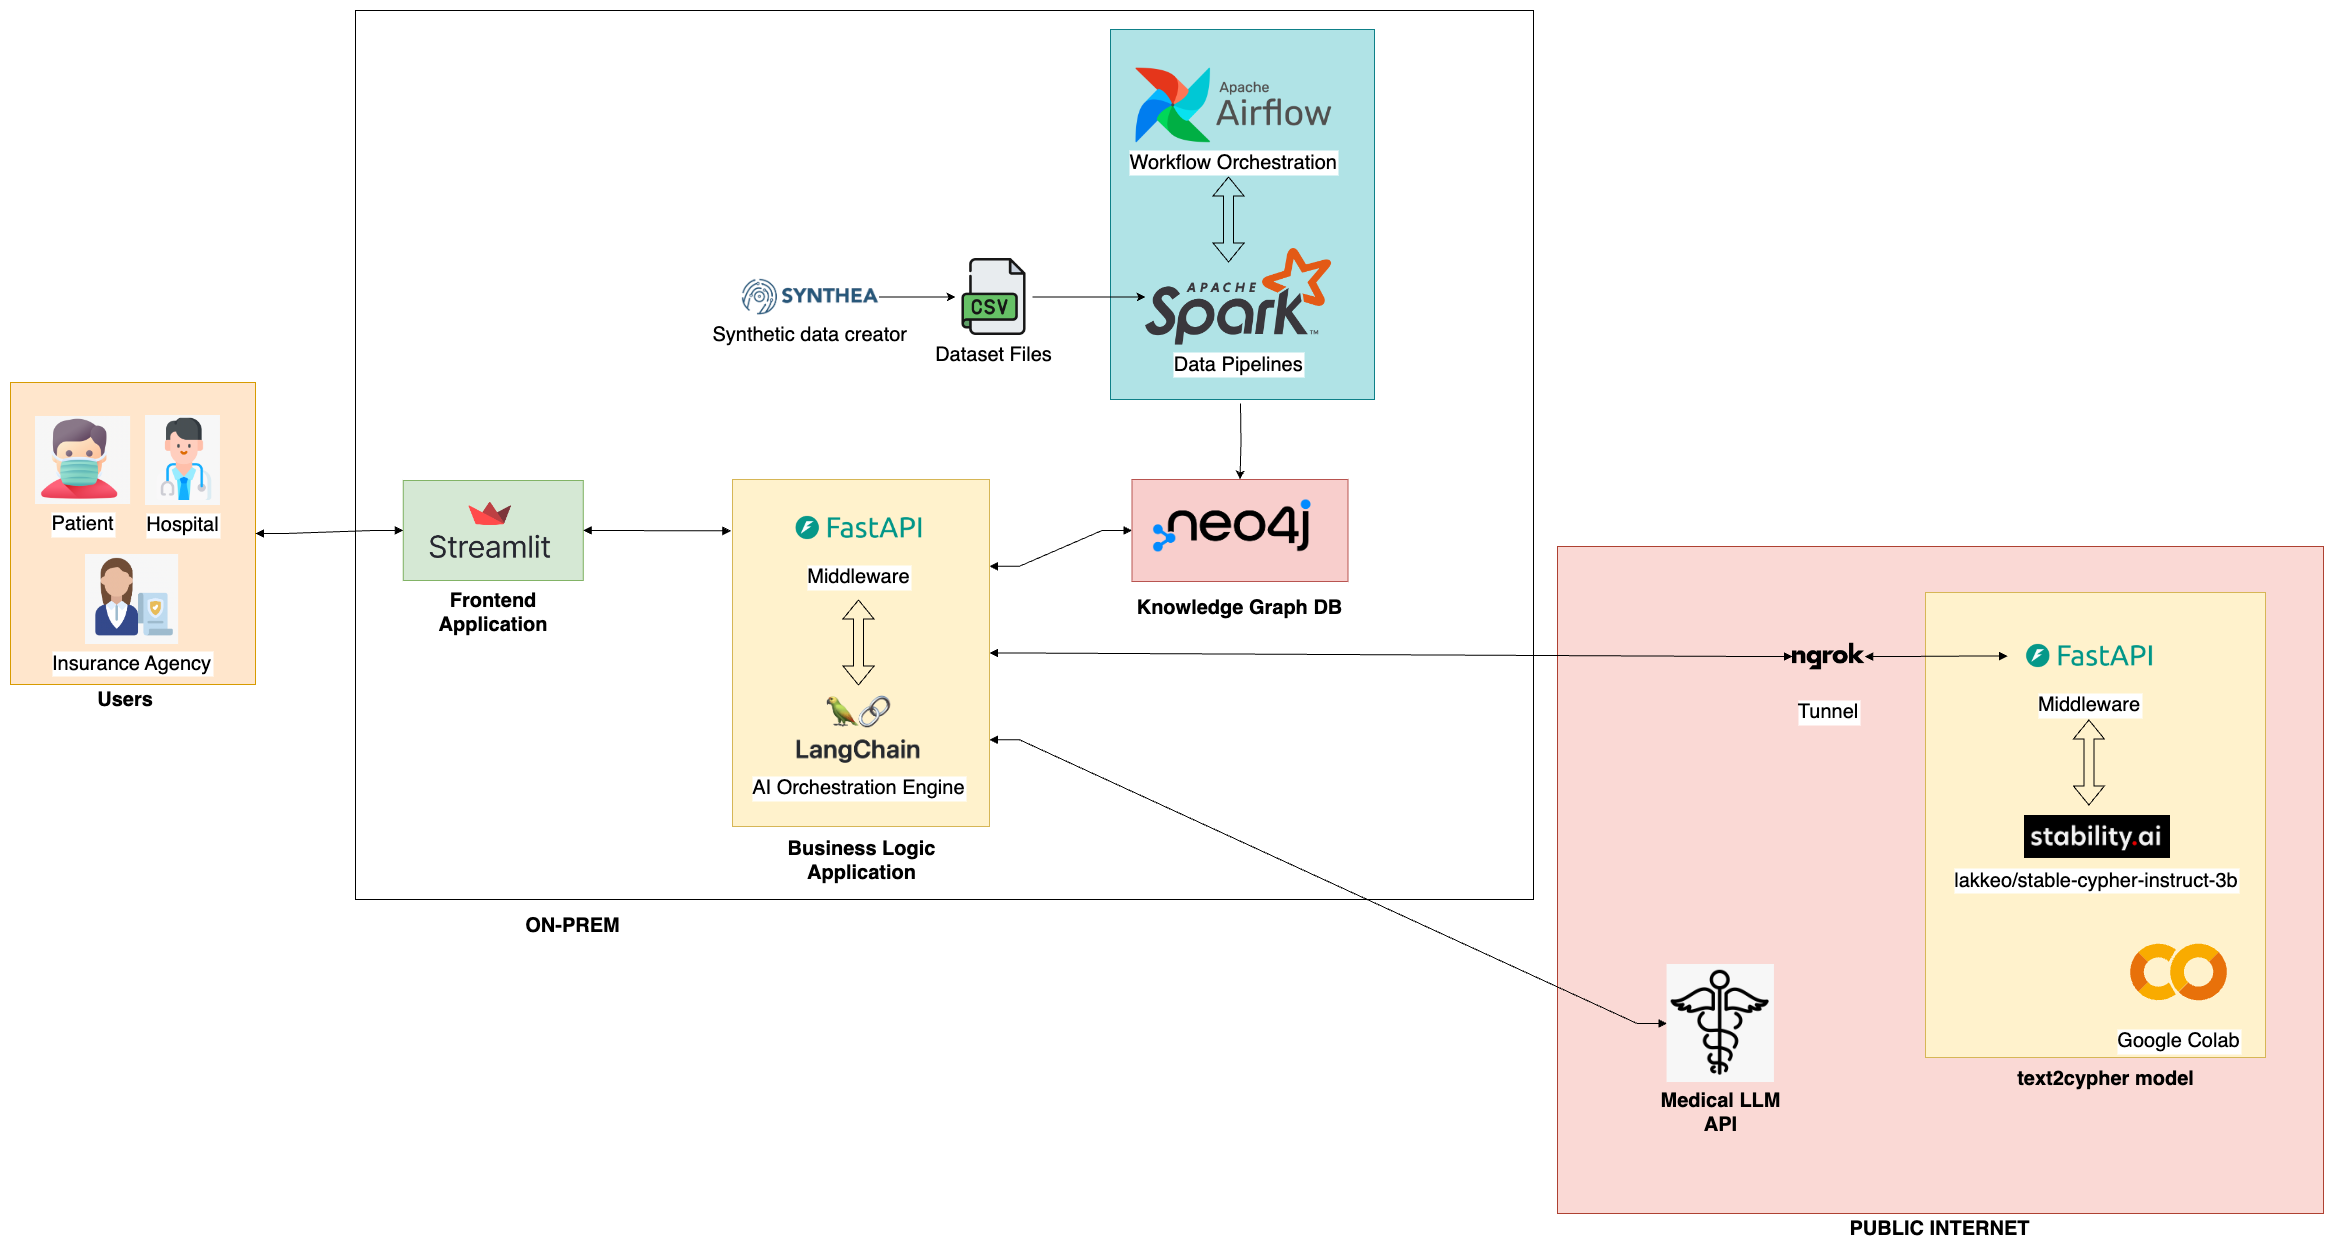 Apache
Airflow
Workflow Orchestration
SYNTHEA
Synthetic data creator
CSV
Dataset Files
APACHE
Spark™
Data Pipelines
Patient
Hospital
Insurance Agency
Users
Streamlit
Frontend
Application
FastAPI
Middleware
LangChain
AI Orchestration Engine
Business Logic
Application
neo4j
Knowledge Graph DB
ON-PREM
ngrok
Tunnel
FastAPI
Middleware
stability.ai
lakkeo/stable-cypher-instruct-3b
Google Colab
text2cypher model
Medical LLM
API
PUBLIC INTERNET